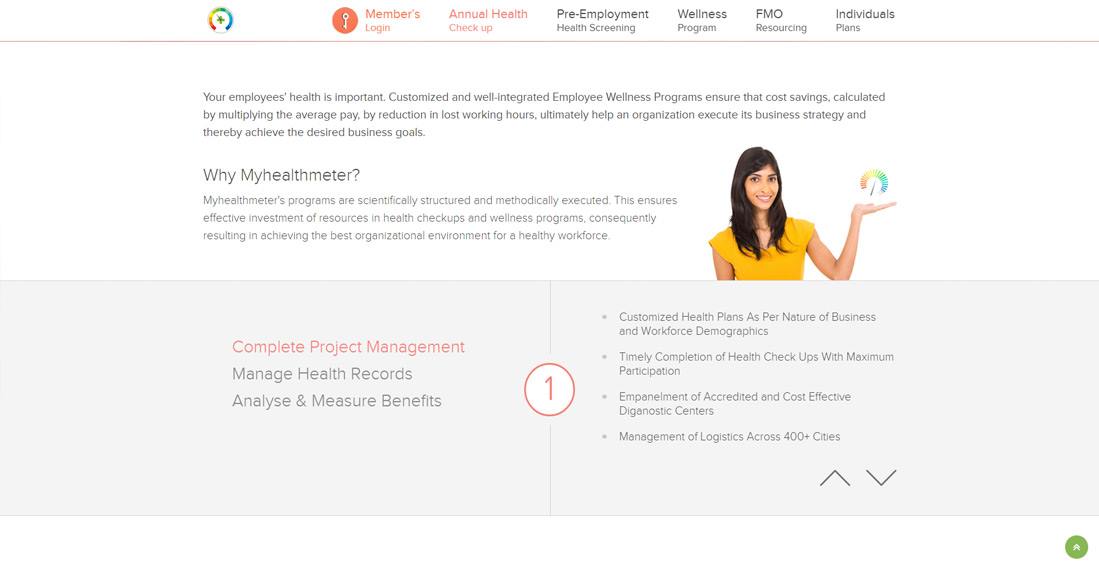 Member's
Login
Annual Health
Check up
Pre-Employment
Health Screening
Wellness
Program
FMO
Resourcing
Individuals
Plans
Your employees' health is important. Customized and well-integrated Employee Wellness Programs ensure that cost savings, calculated
by multiplying the average pay, by reduction in lost working hours, ultimately help an organization execute its business strategy and
thereby achieve the desired business goals.
Why Myhealthmeter?
Myhealthmeter's programs are scientifically structured and methodically executed. This ensures
effective investment of resources in health checkups and wellness programs, consequently
resulting in achieving the best organizational environment for a healthy workforce.
Complete Project Management
Manage Health Records
Analyse & Measure Benefits
1
Customized Health Plans As Per Nature of Business
and Workforce Demographics
Timely Completion of Health Check Ups With Maximum
Participation
Empanelment of Accredited and Cost Effective
Diganostic Centers
Management of Logistics Across 400+ Cities